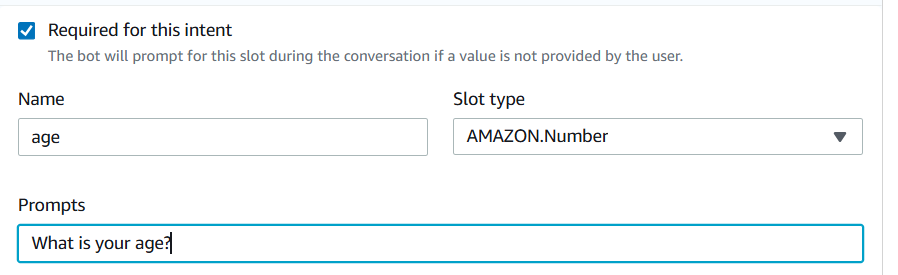 Required for this intent
The bot will prompt for this slot during the conversation if a value is not provided by the user.
Name
Slot type
age
AMAZON.Number
Prompts
What is your age?